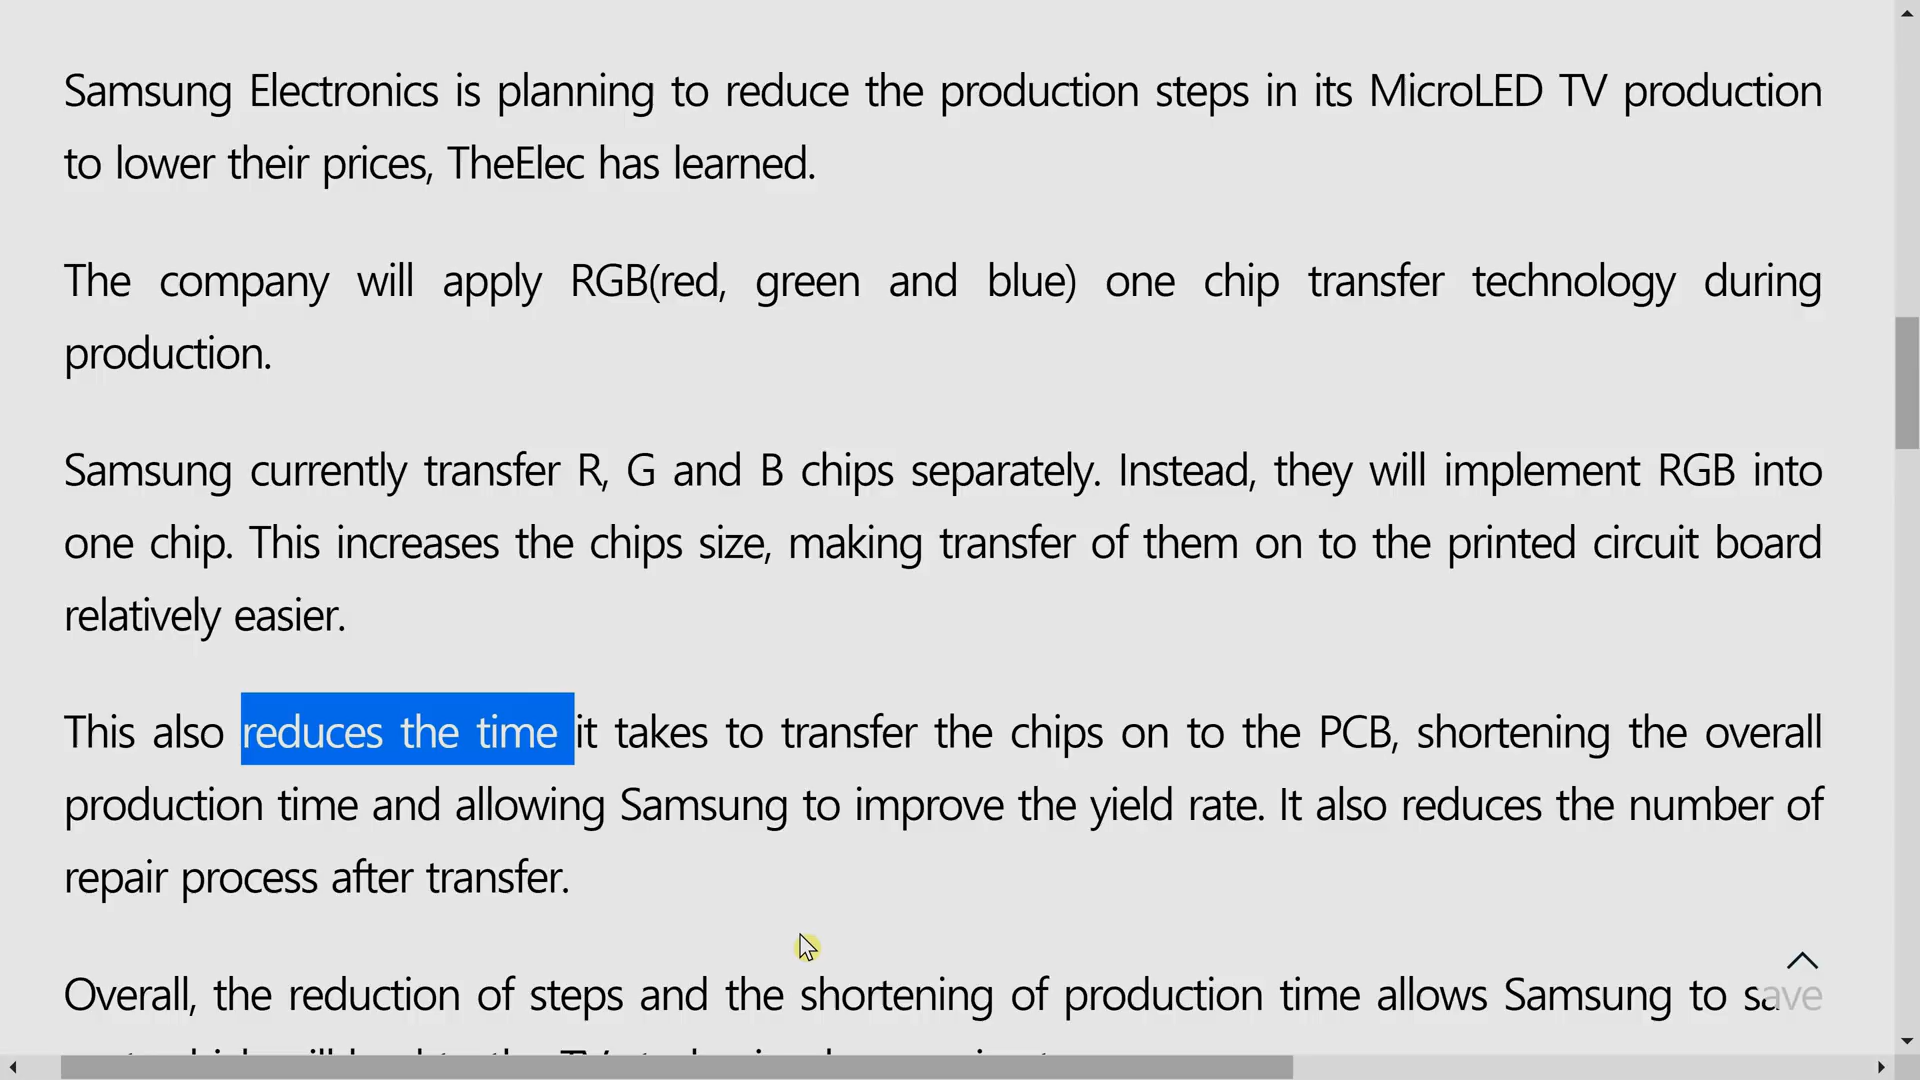 Samsung Electronics is planning to reduce the production steps in its MicroLED TV production
to lower their prices, TheElec has learned.
The company will apply RGB(red, green and blue) one chip transfer technology during
production.
Samsung currently transfer R, G and B chips separately. Instead, they will implement RGB into
one chip. This increases the chips size, making transfer of them on to the printed circuit board
relatively easier.
This also reduces the time it takes to transfer the chips on to the PCB, shortening the overall
production time and allowing Samsung to improve the yield rate. It also reduces the number of
repair process after transfer.
Overall, the reduction of steps and the shortening of production time allows Samsung to save